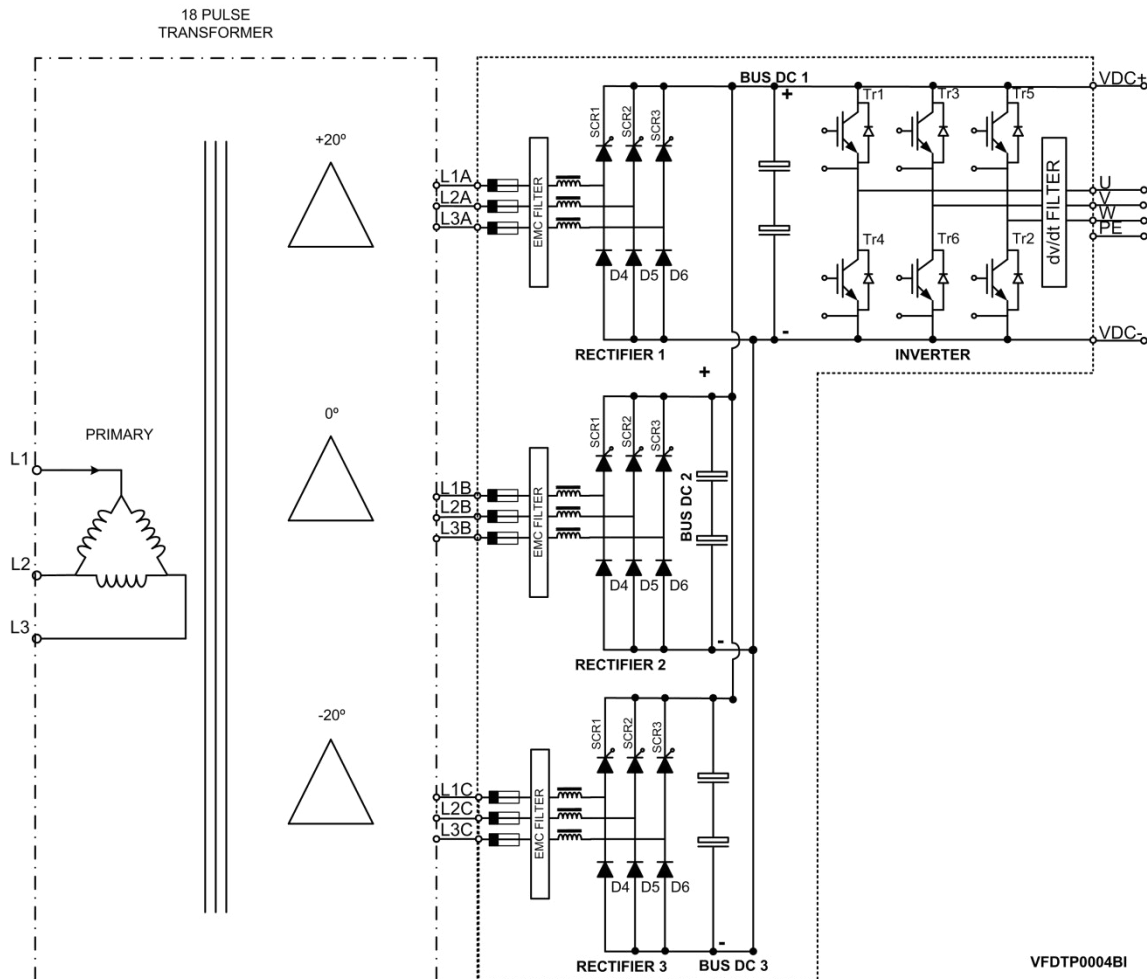 18 PULSE
TRANSFORMER
BUS DC 1
VDC+
+
Tr1
Tr3
Tr5
SCR1
SCR2
SCR3
+20º
L1A
L2A
L3A
EMC FILTER
dv/dt FILTER
U
V
W
PE
D4
D5
D6
Tr4
Tr6
Tr2
-
VDC-
RECTIFIER 1
INVERTER
+
0º
PRIMARY
SCR1
SCR2
SCR3
L1
L1B
L2B
L3B
EMC FILTER
BUS DC 2
L2
D4
D5
D6
L3
-
RECTIFIER 2
-20º
SCR1
SCR2
SCR3
L1C
L2C
L3C
EMC FILTER
D4
D5
D6
-
RECTIFIER 3
BUS DC 3
VFDTP0004BI